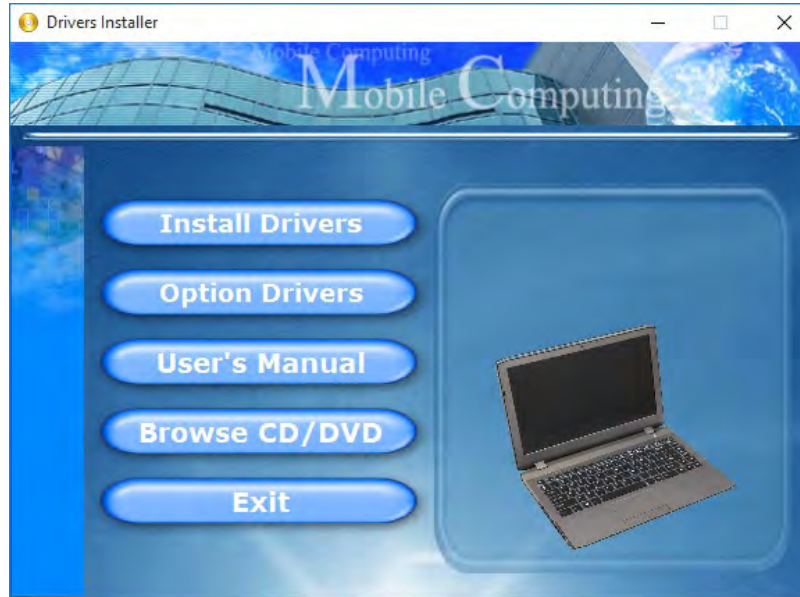 Drivers Installer
Mobile Computing
Mobile Computing
Install Drivers
Option Drivers
User's Manual
Browse CD/DVD
Exit